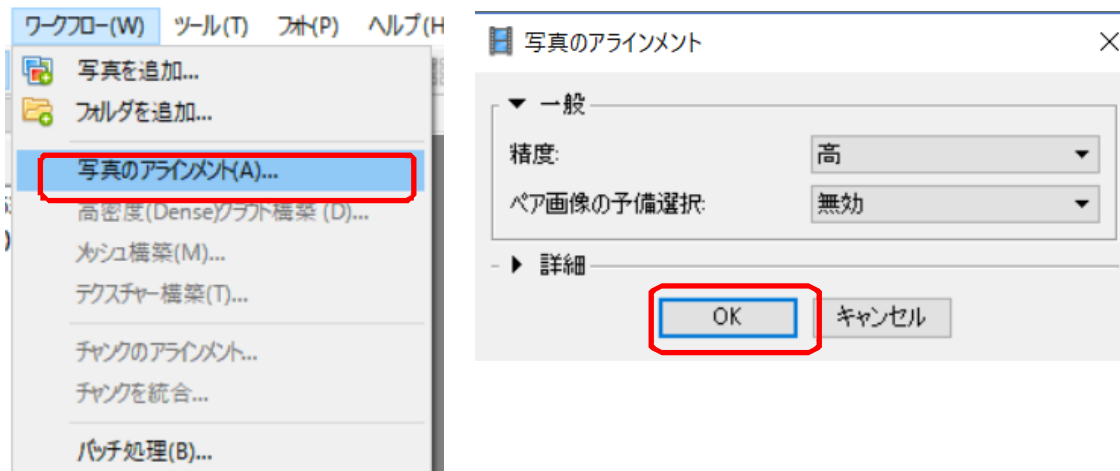 ワークフロー(W) ツール(T) フォト(P) ヘルプ(H
写真を追加...
フォルダを追加...
写真のアラインメント(A)...
高密度(Dense)クラウト構築 (D)...
メッシュ構築(M)...
テクスチャー構築(T)...
チャンクのアラインメント...
チャンクを統合...
バッチ処理(B)...
写真のアラインメント
一般
精度: 高
ペア画像の予備選択: 無効
詳細
OK キャンセル